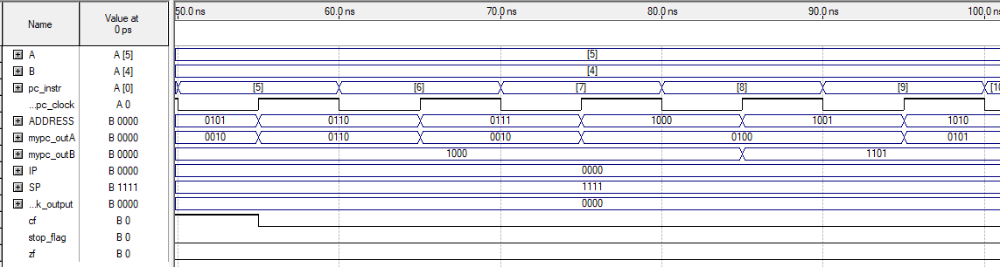 Name Value at 0 ps 50.0 ns 60.0 ns 70.0 ns 80.0 ns 90.0 ns 100.0 n
A A [5] [5]
B A [4] [4]
pc_instr A [0] [5] [6] [7] [8] [9] [10
...pc_clock A 0
ADDRESS B 0000 0101 0110 0111 1000 1001 1010
mypc_outA B 0000 0010 0110 0010 0100 0101
mypc_outB B 0000 1000 1101
IP B 0000 0000
SP B 1111 1111
...k_output B 0000 0000
cf B 0
stop_flag B 0
zf B 0